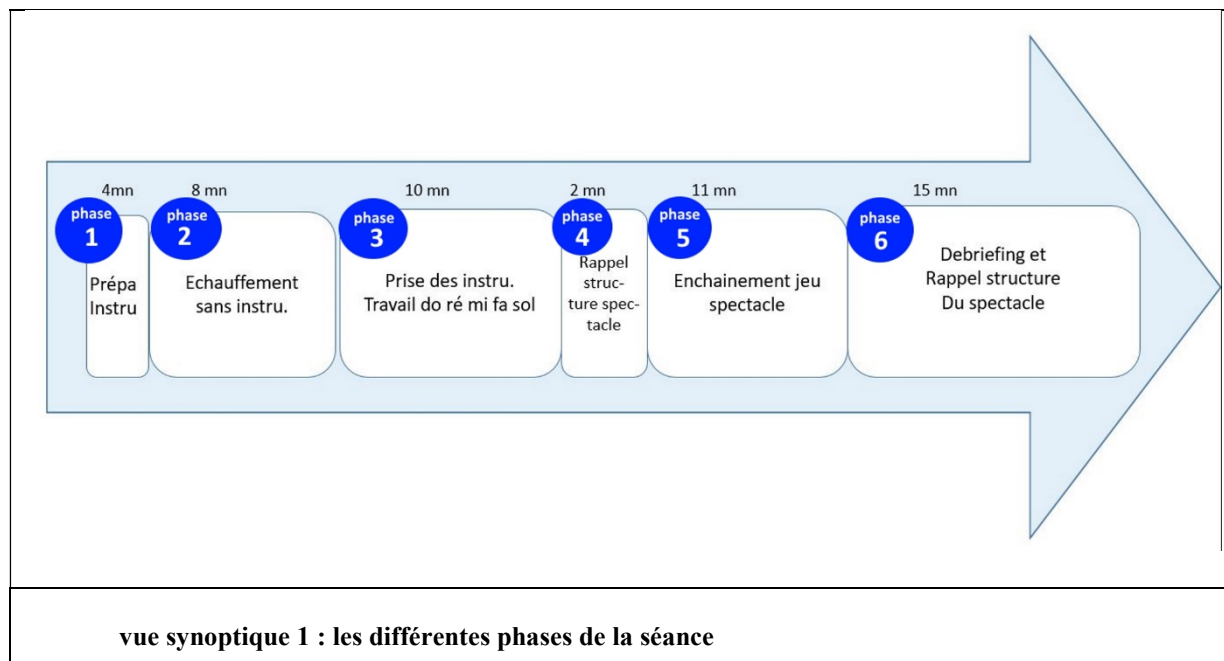 4mn
8 mn
10 mn
2 mn
11 mn
15 mn
phase
1
Prépa
Instru
phase
2
Echauffement
sans instru.
phase
3
Prise des instru.
Travail do ré mi fa sol
phase
4
Rappel
struc-
ture spec-
tacle
phase
5
Enchainement jeu
spectacle
phase
6
Debriefing et
Rappel structure
Du spectacle
vue synoptique 1 : les différentes phases de la séance